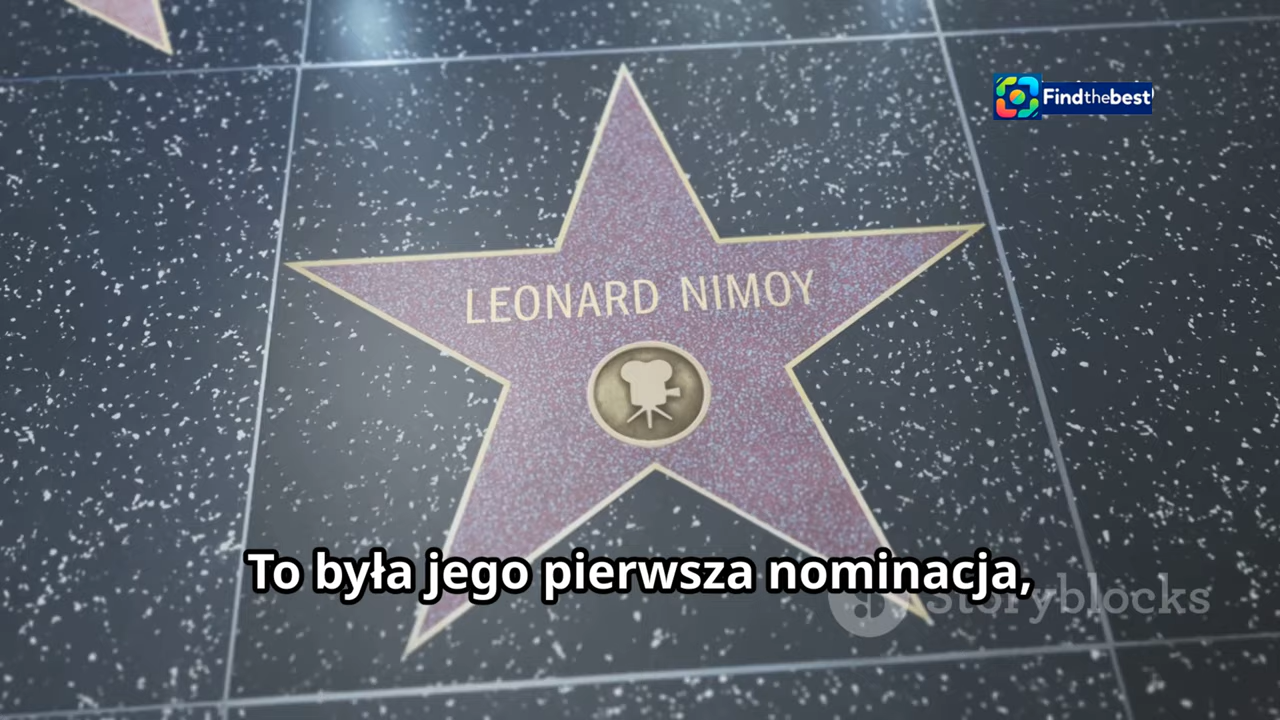 Findthebest
LEONARD NIMOY
To była jego pierwsza nominacja,
Storyblocks